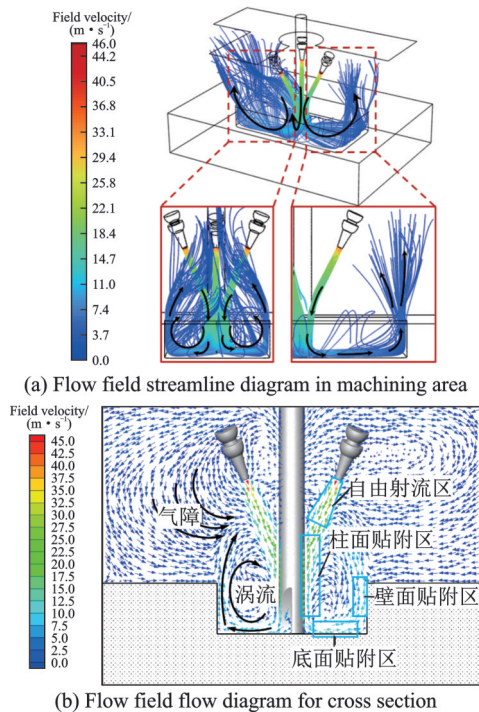 Field velocity/
(m · s⁻¹)
46.0
44.2
40.5
36.8
33.1
29.5
25.8
22.1
18.4
14.7
11.0
7.4
3.7
0.0
(a) Flow field streamline diagram in machining area
Field velocity/
(m · s⁻¹)
45.0
42.5
40.0
37.5
35.0
32.5
30.0
27.5
25.0
22.5
20.0
17.5
15.0
12.5
10.0
7.5
5.0
2.5
0.0
气障
涡流
自由射流区
柱面贴附区
壁面贴附区
底面贴附区
(b) Flow field flow diagram for cross section